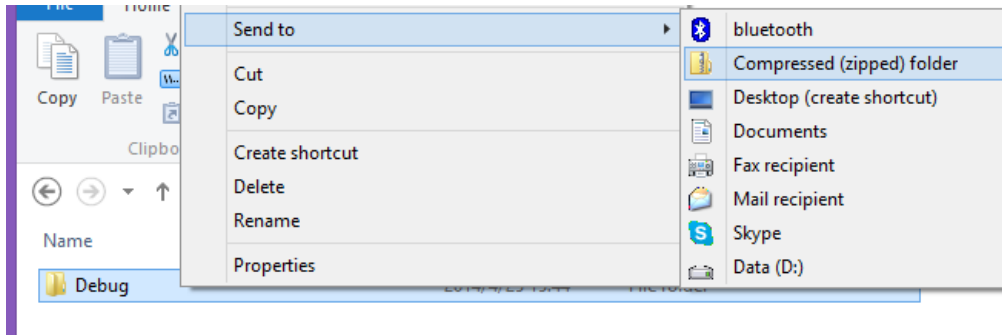 File Home
Send to
bluetooth
Compressed (zipped) folder
Desktop (create shortcut)
Documents
Fax recipient
Mail recipient
Skype
Data (D:)
Cut
Copy
Create shortcut
Delete
Rename
Properties
Copy Paste
Clipbo
Name
Debug